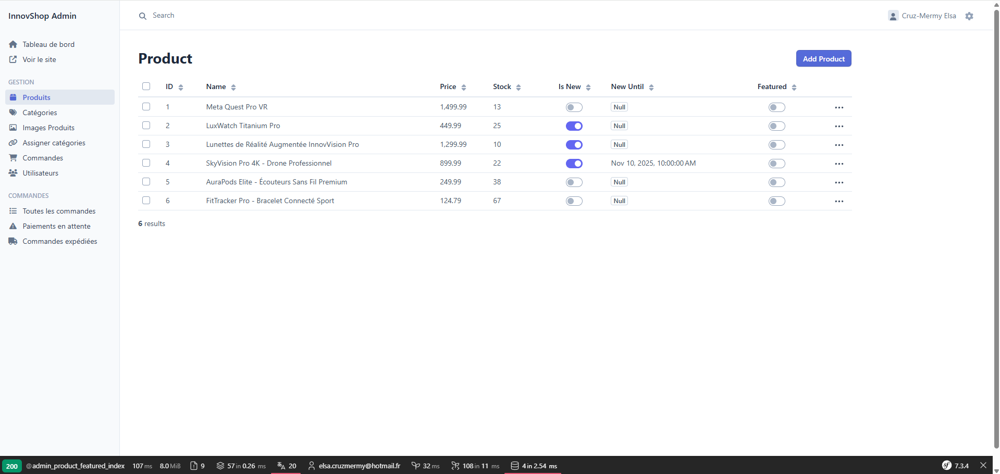 InnovShop Admin
Search
Cruz-Mermy Elsa
Tableau de bord
Voir le site
GESTION
Produits
Catégories
Images Produits
Assigner catégories
Commandes
Utilisateurs
COMMANDES
Toutes les commandes
Paiements en attente
Commandes expédiées
Product
Add Product
ID Name Price Stock Is New New Until Featured
1 Meta Quest Pro VR 1,499.99 13 Null
2 LuxWatch Titanium Pro 449.99 25 Null
3 Lunettes de Réalité Augmentée InnovVision Pro 1,299.99 10 Null
4 SkyVision Pro 4K - Drone Professionnel 899.99 22 Nov 10, 2025, 10:00:00 AM
5 AuraPods Elite - Écouteurs Sans Fil Premium 249.99 38 Null
6 FitTracker Pro - Bracelet Connecté Sport 124.79 67 Null
6 results
200 @admin_product_featured_index 107 ms 8.0 MiB 9 57 in 0.26 ms 20 elsa.cruzmermy@hotmail.fr 32 ms 108 in 11 ms 4 in 2.54 ms sf 7.3.4